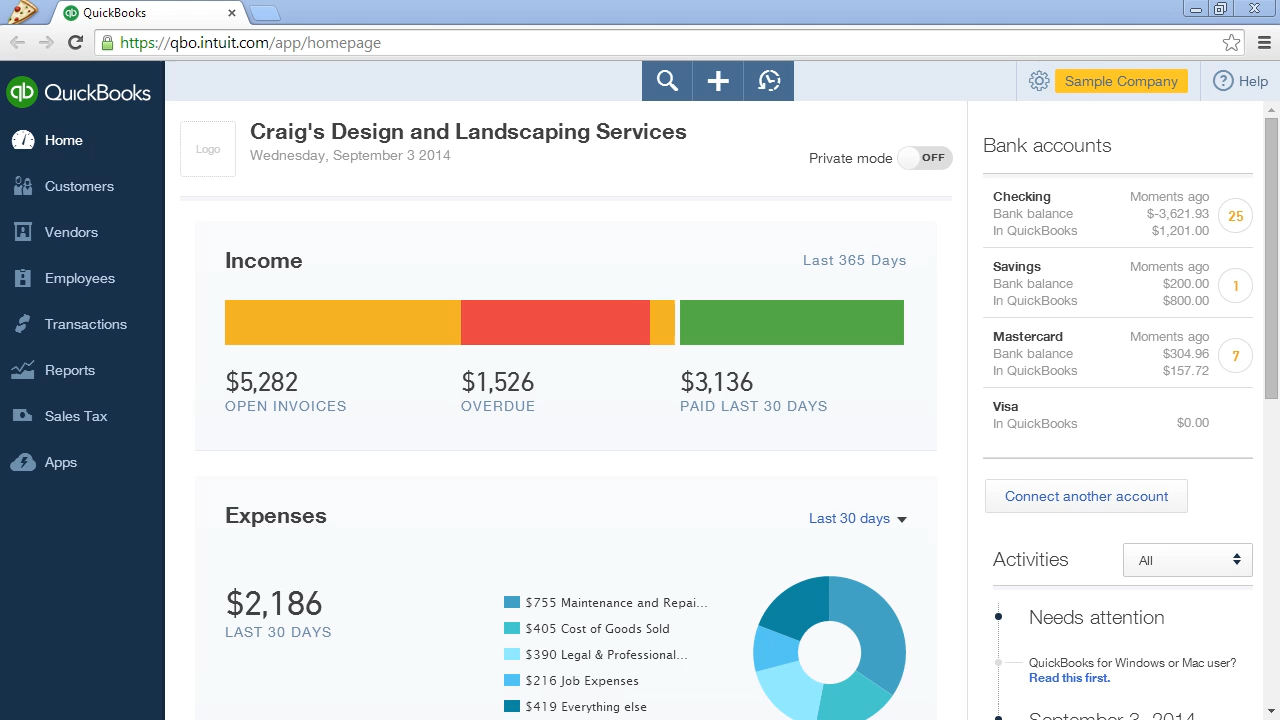 QuickBooks
https://qbo.intuit.com/app/homepage
qb QuickBooks
Sample Company
Help
Home
Customers
Vendors
Employees
Transactions
Reports
Sales Tax
Apps
Logo
Craig's Design and Landscaping Services
Wednesday, September 3 2014
Private mode OFF
Income
Last 365 Days
$5,282
OPEN INVOICES
$1,526
OVERDUE
$3,136
PAID LAST 30 DAYS
Expenses
Last 30 days
$2,186
LAST 30 DAYS
$755 Maintenance and Repai...
$405 Cost of Goods Sold
$390 Legal & Professional...
$216 Job Expenses
$419 Everything else
Bank accounts
Checking Moments ago
Bank balance $-3,621.93
In QuickBooks $1,201.00
25
Savings Moments ago
Bank balance $200.00
In QuickBooks $800.00
1
Mastercard Moments ago
Bank balance $304.96
In QuickBooks $157.72
7
Visa
In QuickBooks $0.00
Connect another account
Activities
All
Needs attention
QuickBooks for Windows or Mac user?
Read this first.
September 3, 2014